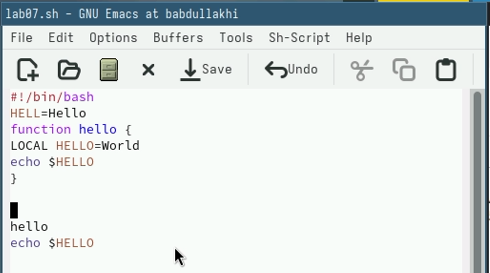 lab07.sh - GNU Emacs at babdullakhi
File Edit Options Buffers Tools Sh-Script Help
Save Undo
#!/bin/bash
HELL=Hello
function hello {
LOCAL HELLO=World
echo $HELLO
}
hello
echo $HELLO